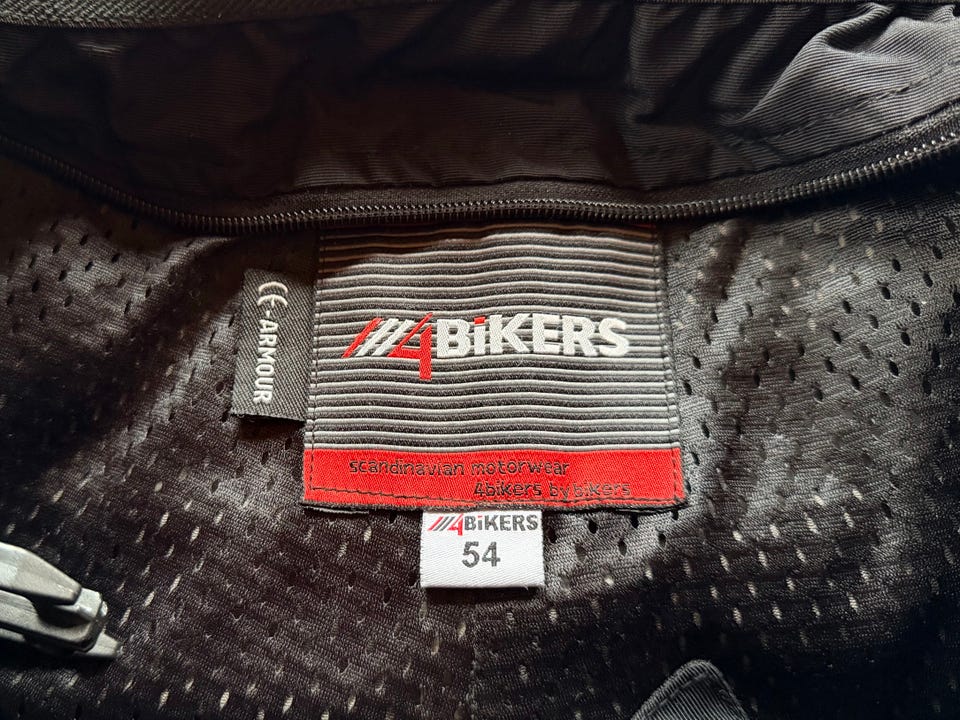 CE-ARMOUR
///4BiKERS
scandinavian motorwear
4bikers by bikers
///4BiKERS
54